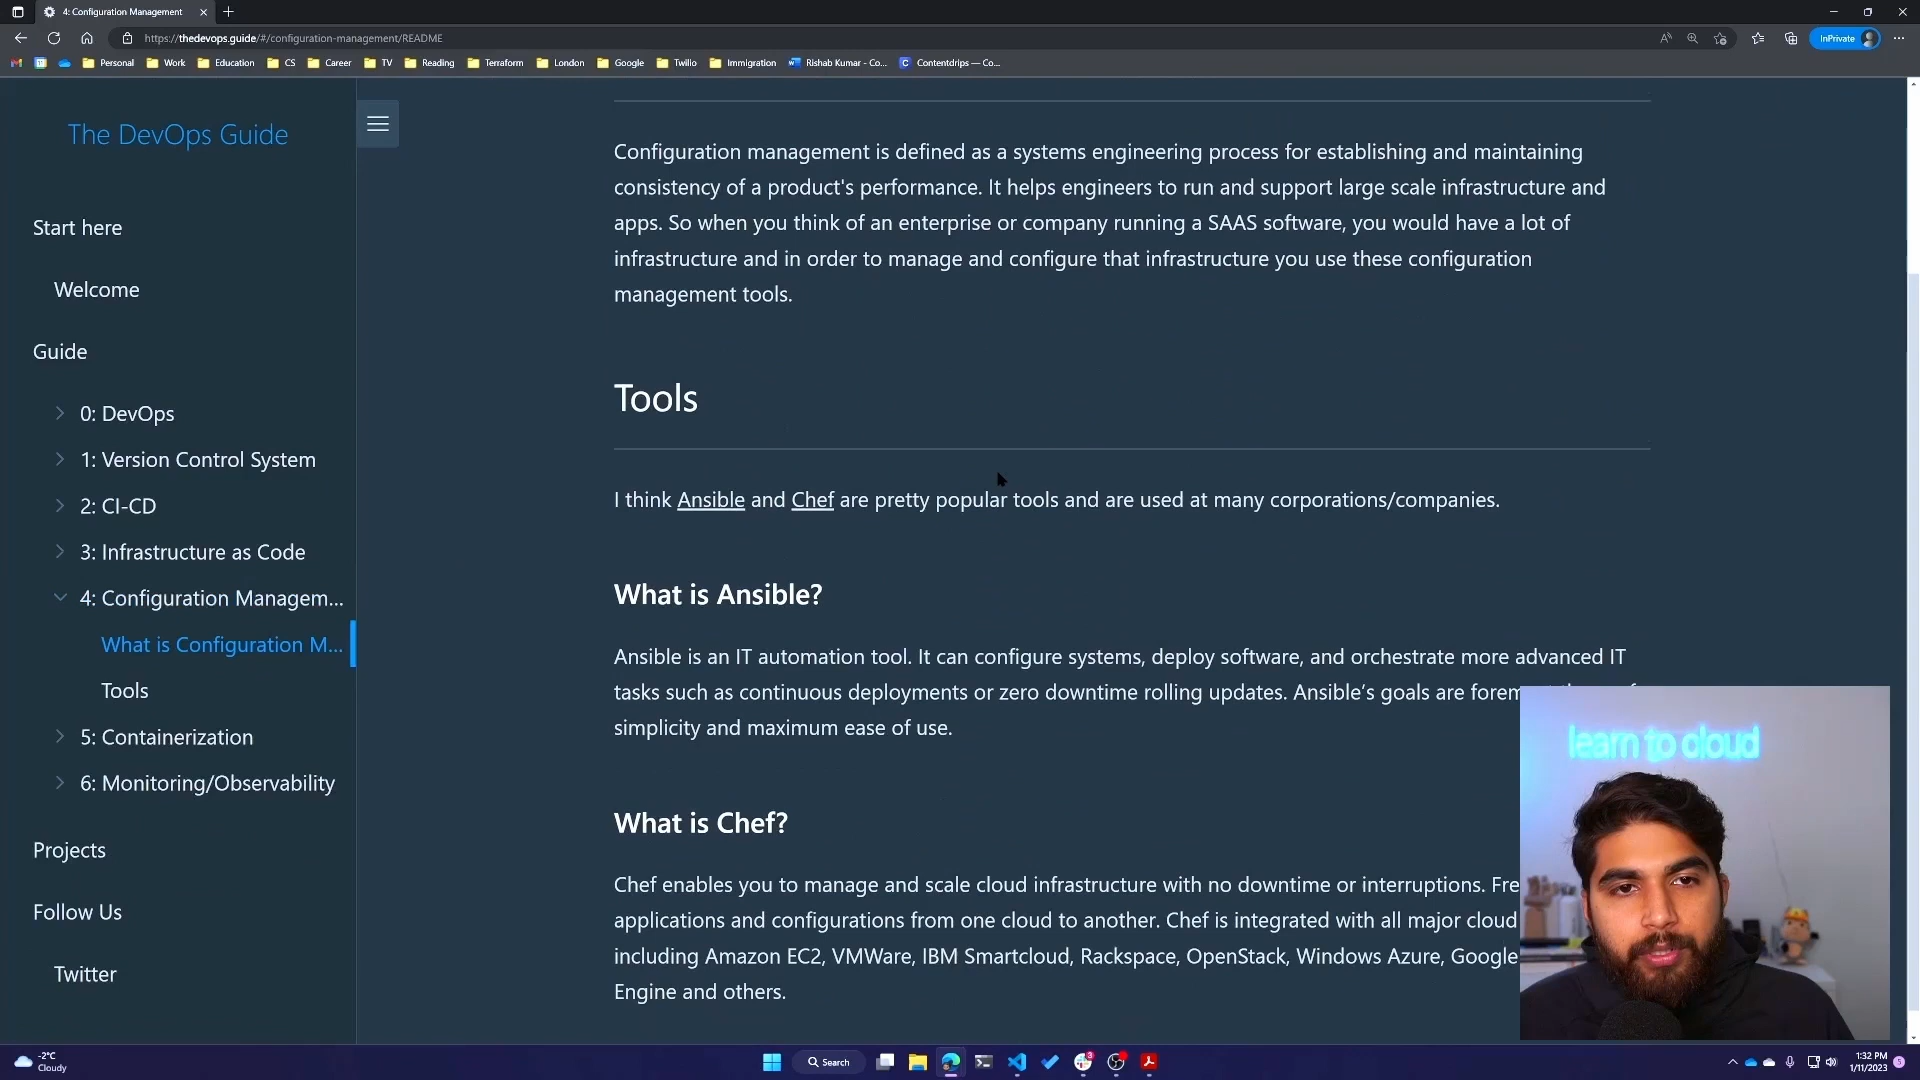 4: Configuration Management
https://thedevops.guide/#/configuration-management/README
InPrivate
Personal Work Education CS Career TV Reading Terraform London Google Twilio Immigration Rishab Kumar - Co... Contentdrips — Co...
The DevOps Guide
Start here
Welcome
Guide
0: DevOps
1: Version Control System
2: CI-CD
3: Infrastructure as Code
4: Configuration Managem...
What is Configuration M...
Tools
5: Containerization
6: Monitoring/Observability
Projects
Follow Us
Twitter
Configuration management is defined as a systems engineering process for establishing and maintaining
consistency of a product's performance. It helps engineers to run and support large scale infrastructure and
apps. So when you think of an enterprise or company running a SAAS software, you would have a lot of
infrastructure and in order to manage and configure that infrastructure you use these configuration
management tools.
Tools
I think Ansible and Chef are pretty popular tools and are used at many corporations/companies.
What is Ansible?
Ansible is an IT automation tool. It can configure systems, deploy software, and orchestrate more advanced IT
tasks such as continuous deployments or zero downtime rolling updates. Ansible's goals are
simplicity and maximum ease of use.
What is Chef?
Chef enables you to manage and scale cloud infrastructure with no downtime or interruptions. Fre
applications and configurations from one cloud to another. Chef is integrated with all major cloud
including Amazon EC2, VMWare, IBM Smartcloud, Rackspace, OpenStack, Windows Azure, Google
Engine and others.
learn to cloud
-2°C
Cloudy
Search
1:32 PM
1/11/2023